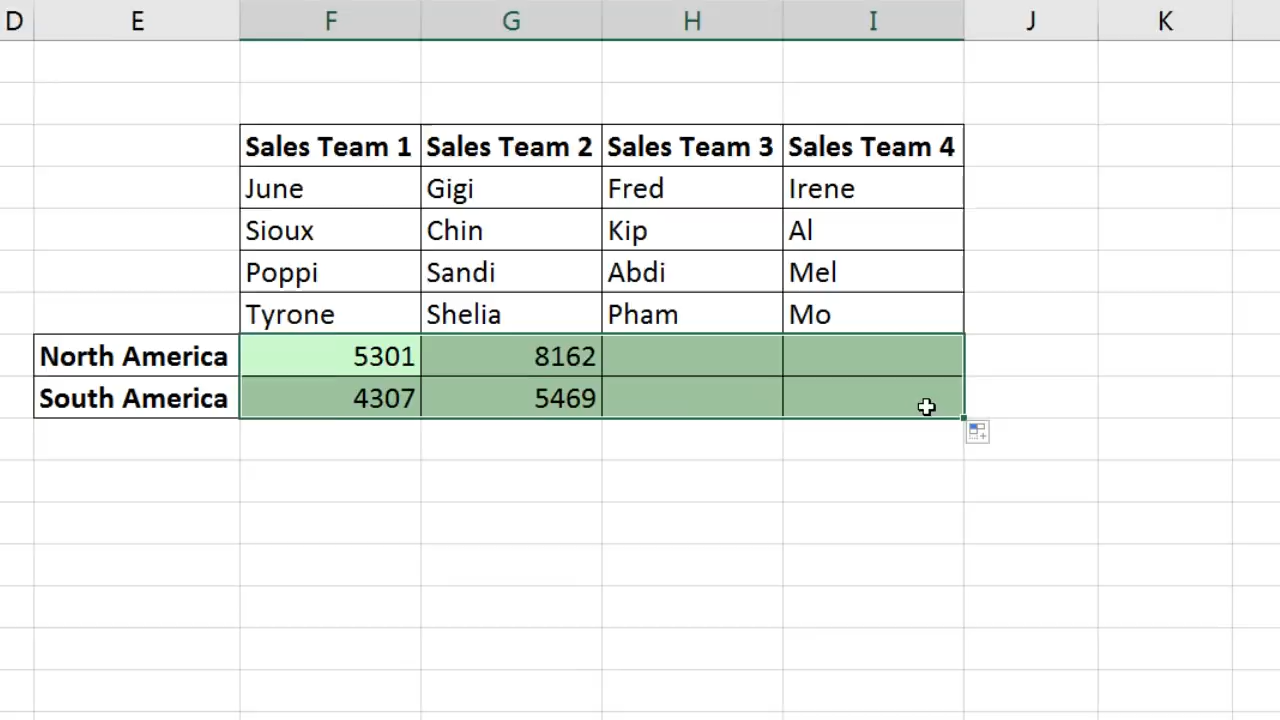 D E F G H I J K
Sales Team 1 Sales Team 2 Sales Team 3 Sales Team 4
June Gigi Fred Irene
Sioux Chin Kip Al
Poppi Sandi Abdi Mel
Tyrone Shelia Pham Mo
North America 5301 8162
South America 4307 5469